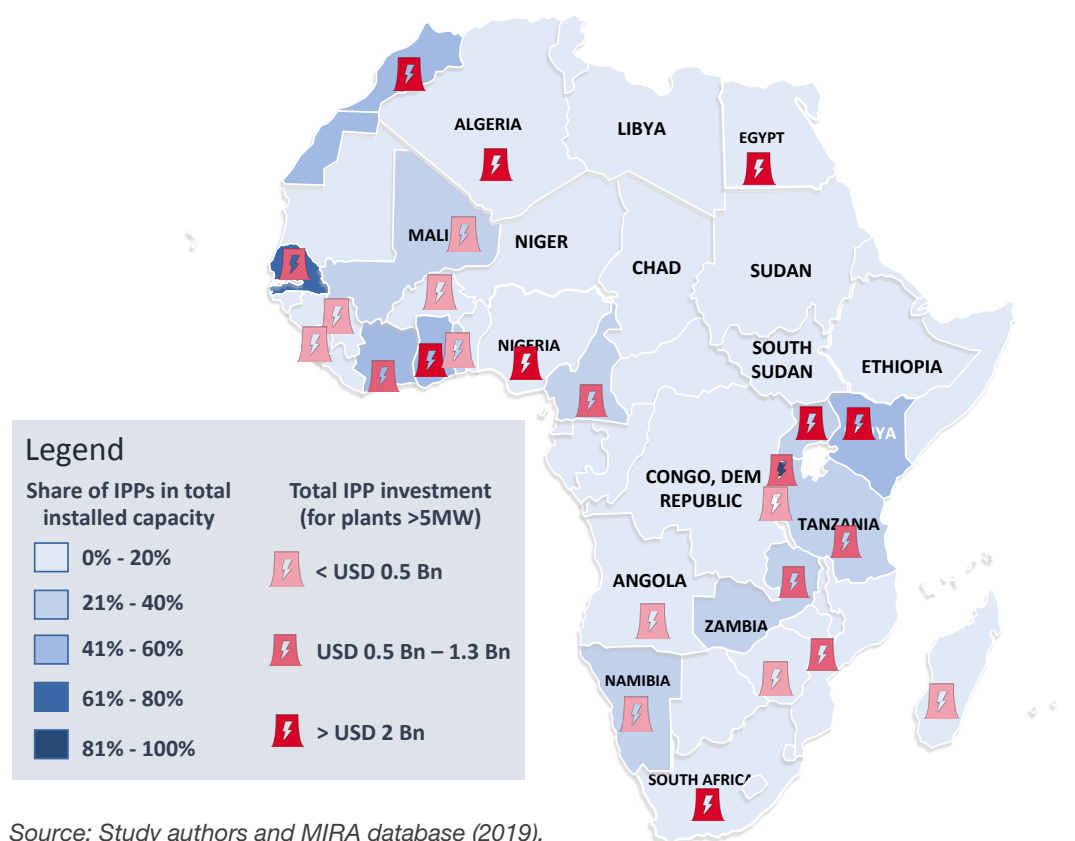 ALGERIA
LIBYA
EGYPT
MALI
NIGER
CHAD
SUDAN
NIGERIA
SOUTH
SUDAN
ETHIOPIA
YA
CONGO, DEM
REPUBLIC
TANZANIA
ANGOLA
ZAMBIA
NAMIBIA
SOUTH AFRICA
Legend
Share of IPPs in total
installed capacity
0% - 20%
21% - 40%
41% - 60%
61% - 80%
81% - 100%
Total IPP investment
(for plants >5MW)
< USD 0.5 Bn
USD 0.5 Bn – 1.3 Bn
> USD 2 Bn
Source: Study authors and MIRA database (2019).